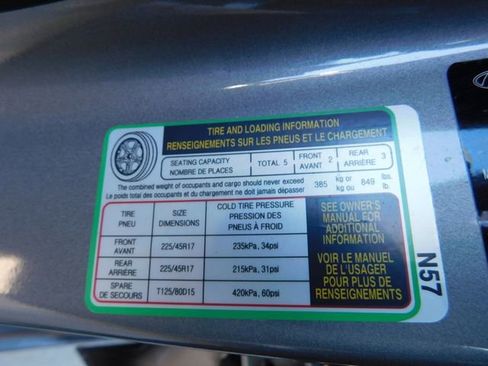 TIRE AND LOADING INFORMATION
RENSEIGNEMENTS SUR LES PNEUS ET LE CHARGEMENT
SEATING CAPACITY
NOMBRE DE PLACES
TOTAL 5
FRONT
AVANT 2
REAR
ARRIÈRE 3
The combined weight of occupants and cargo should never exceed
Le poids total des occupants et du chargement ne doit jamais dépasser
385 kg or
kg ou
849 lbs.
lb.
TIRE
PNEU
SIZE
DIMENSIONS
COLD TIRE PRESSURE
PRESSION DES
PNEUS À FROID
FRONT
AVANT
225/45R17
235kPa, 34psi
REAR
ARRIÈRE
225/45R17
215kPa, 31psi
SPARE
DE SECOURS
T125/80D15
420kPa, 60psi
SEE OWNER'S
MANUAL FOR
ADDITIONAL
INFORMATION
VOIR LE MANUEL
DE L'USAGER
POUR PLUS DE
RENSEIGNEMENTS
N57